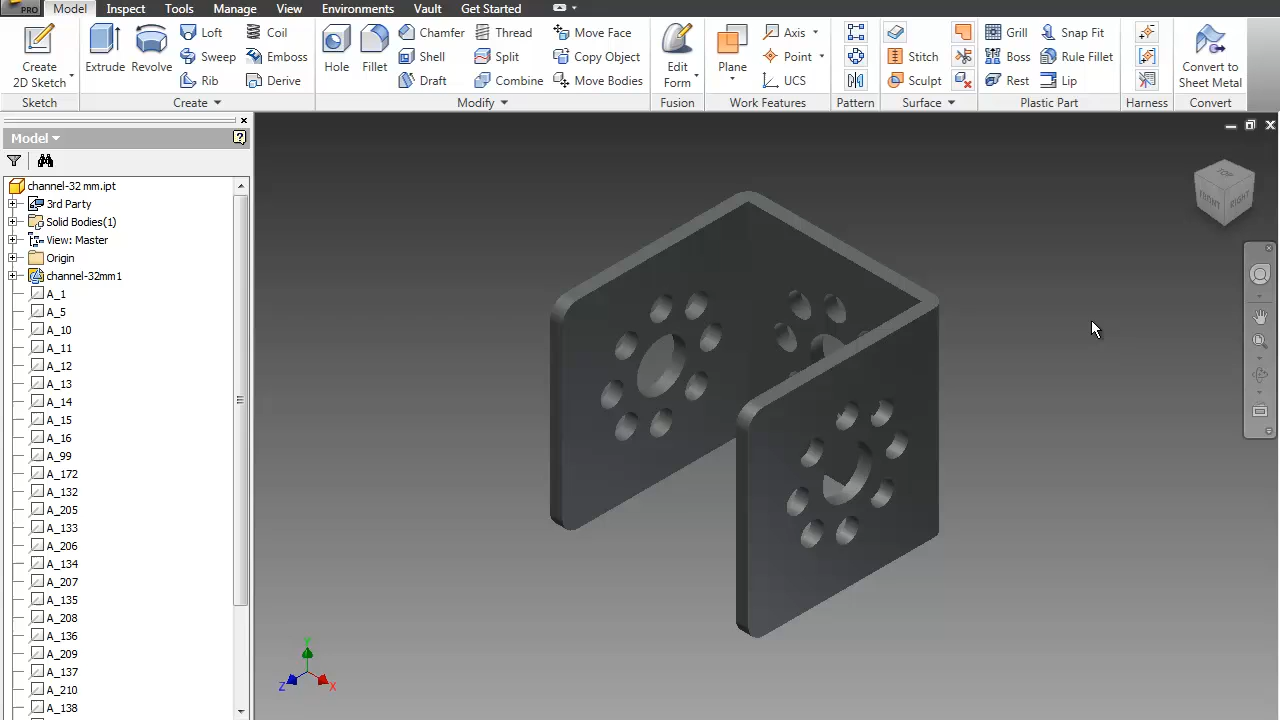 PRO Model Inspect Tools Manage View Environments Vault Get Started
Create 2D Sketch
Sketch
Extrude
Revolve
Loft
Sweep
Rib
Coil
Emboss
Derive
Create
Hole
Fillet
Chamfer
Shell
Draft
Thread
Split
Combine
Move Face
Copy Object
Move Bodies
Modify
Edit Form
Fusion
Plane
Axis
Point
UCS
Work Features
Pattern
Stitch
Sculpt
Surface
Grill
Boss
Rest
Snap Fit
Rule Fillet
Lip
Plastic Part
Harness
Convert to Sheet Metal
Convert
Model
channel-32 mm.ipt
3rd Party
Solid Bodies(1)
View: Master
Origin
channel-32mm1
A_1
A_5
A_10
A_11
A_12
A_13
A_14
A_15
A_16
A_99
A_172
A_132
A_205
A_133
A_206
A_134
A_207
A_135
A_208
A_136
A_209
A_137
A_210
A_138
TOP
FRONT
RIGHT
Y
Z
X